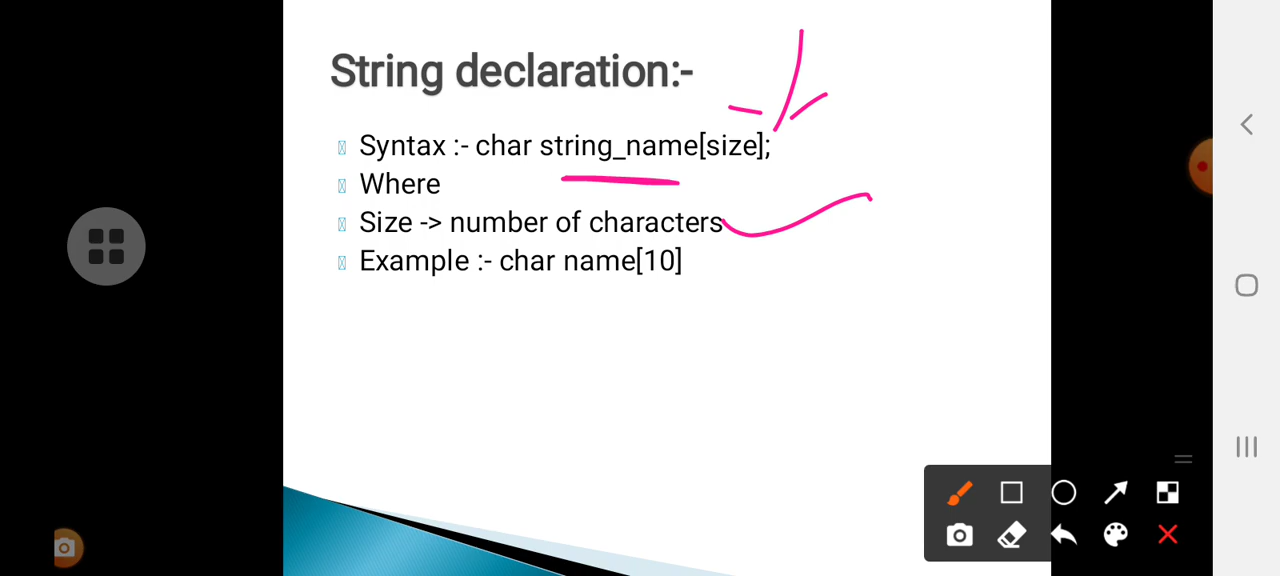 String declaration:-
Syntax :- char string_name[size];
Where
Size -> number of characters
Example :- char name[10]